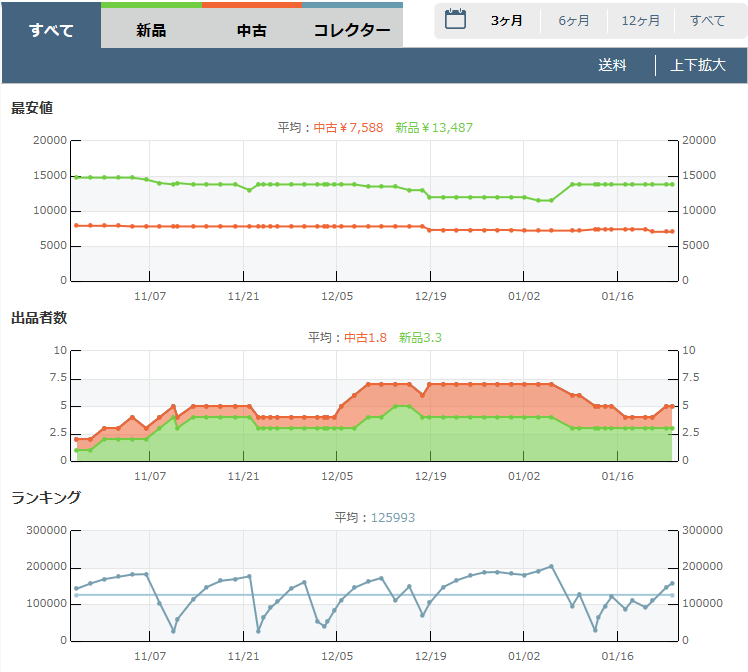 すべて 新品 中古 コレクター 3ヶ月 6ヶ月 12ヶ月 すべて
送料 上下拡大
最安値
平均：中古￥7,588 新品￥13,487
20000 20000
15000 15000
10000 10000
5000 5000
0 0
11/07 11/21 12/05 12/19 01/02 01/16
出品者数
平均：中古1.8 新品3.3
10 10
7.5 7.5
5 5
2.5 2.5
0 0
11/07 11/21 12/05 12/19 01/02 01/16
ランキング
平均：125993
300000 300000
200000 200000
100000 100000
0 0
11/07 11/21 12/05 12/19 01/02 01/16